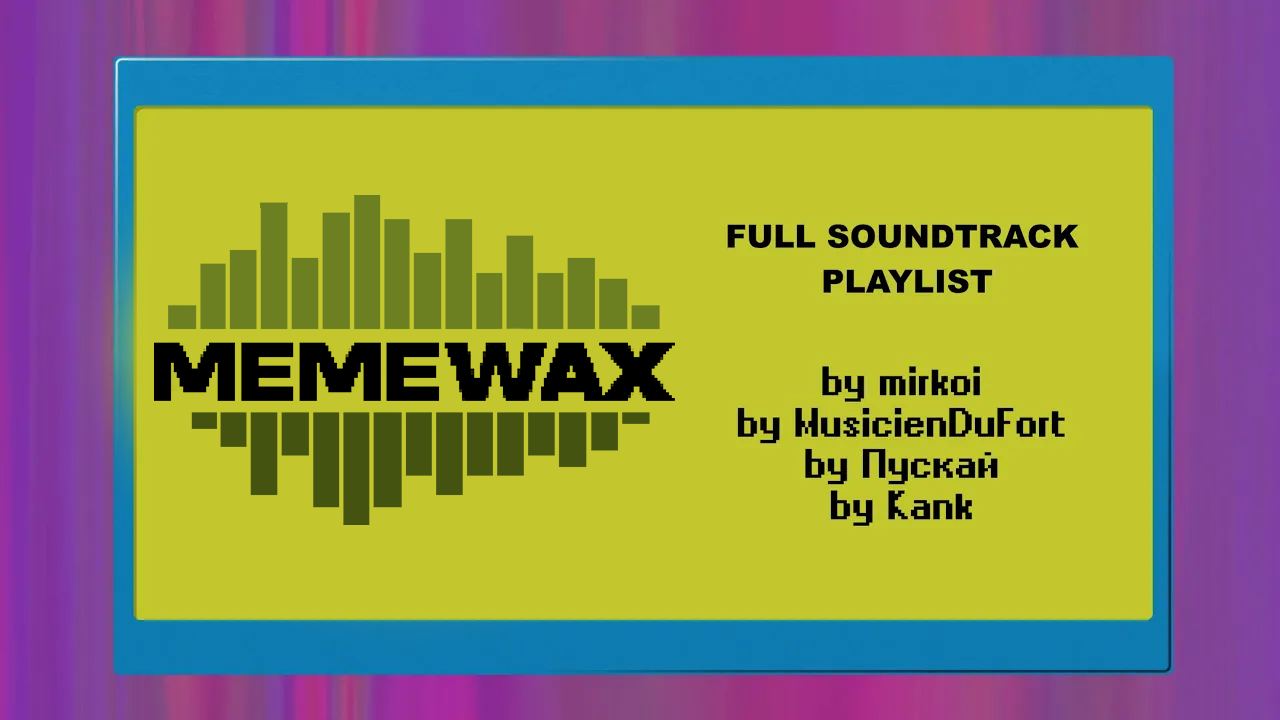 MEMEWAX
FULL SOUNDTRACK
PLAYLIST
by mirkoi
by MusicienDuFort
by Пускай
by Kank